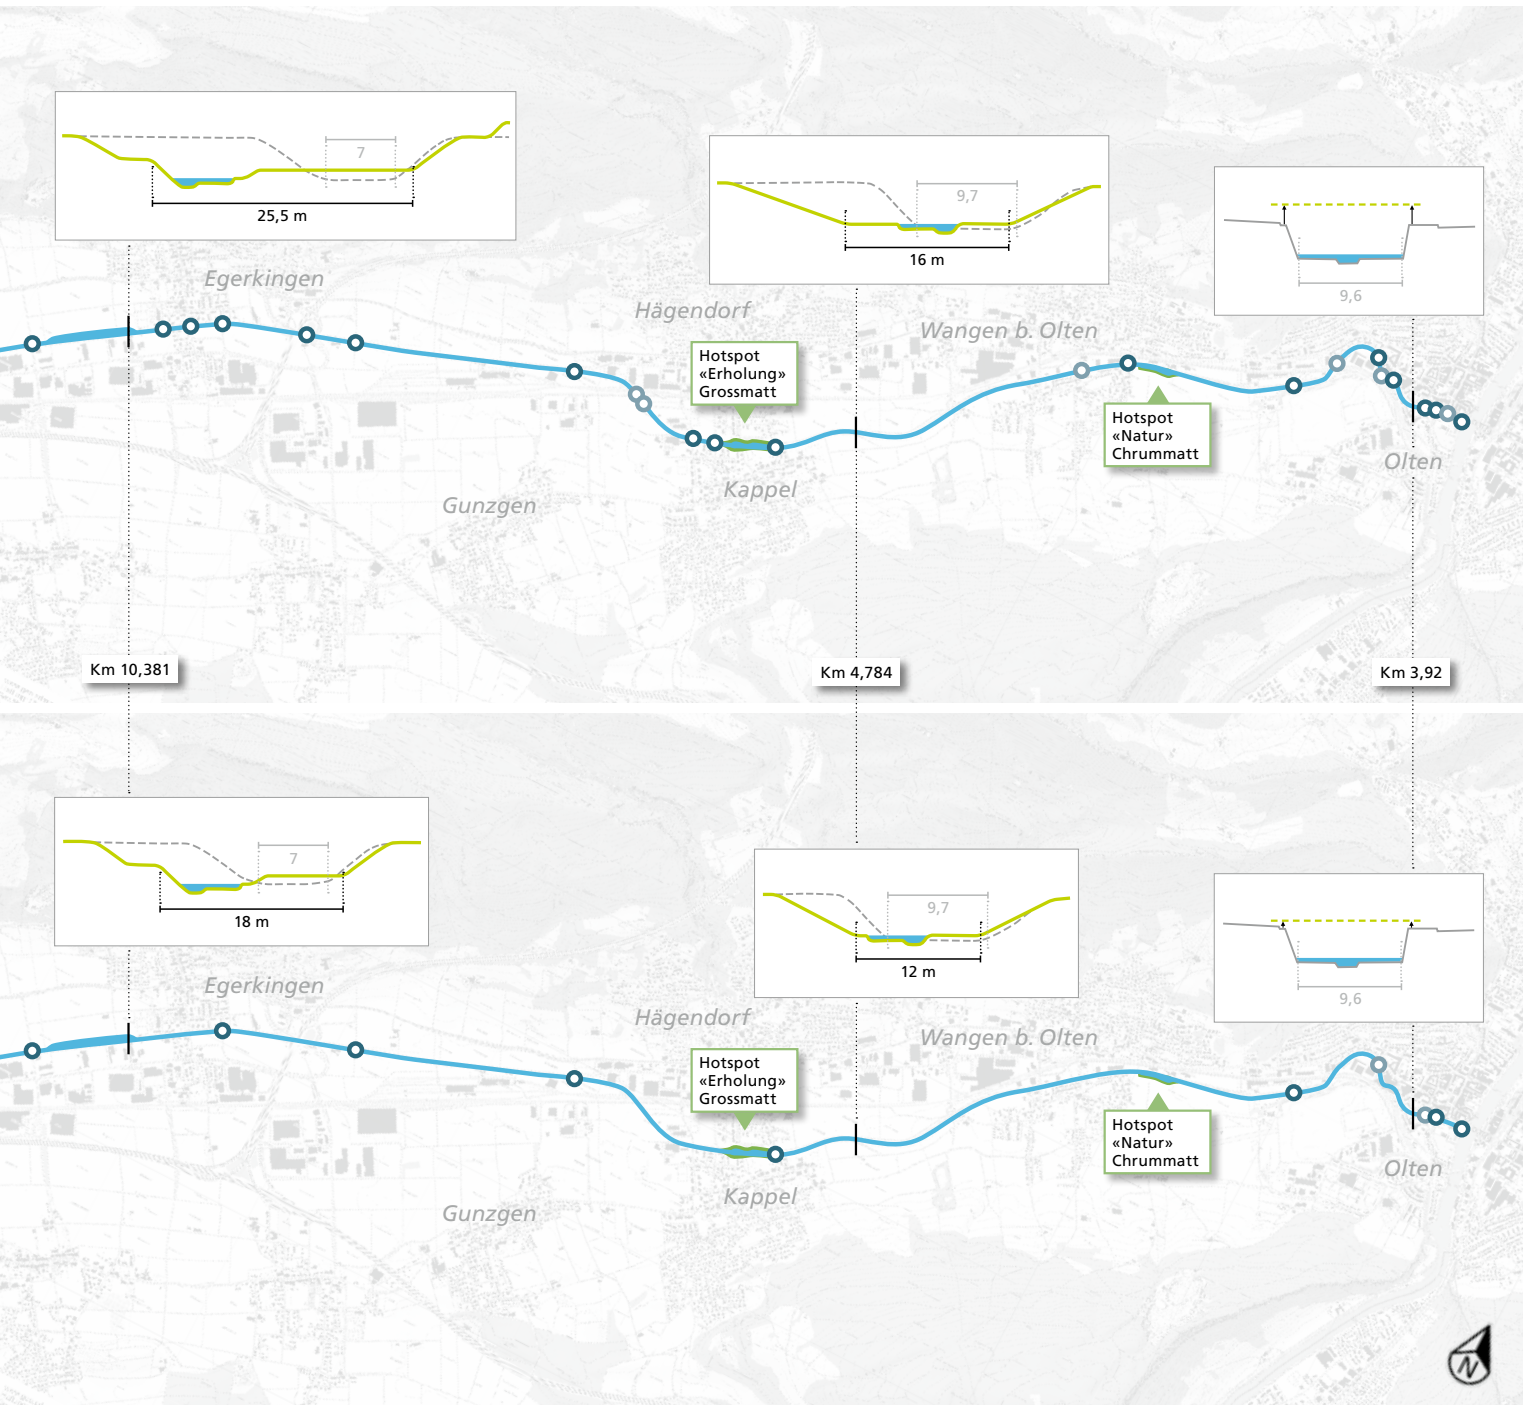 7
25,5 m
9,7
16 m
9,6
Egerkingen
Hägendorf
Wangen b. Olten
Hotspot
«Erholung»
Grossmatt
Hotspot
«Natur»
Chrummatt
Olten
Kappel
Gunzgen
Km 10,381
Km 4,784
Km 3,92
7
18 m
9,7
12 m
9,6
Egerkingen
Hägendorf
Wangen b. Olten
Hotspot
«Erholung»
Grossmatt
Hotspot
«Natur»
Chrummatt
Olten
Kappel
Gunzgen
N